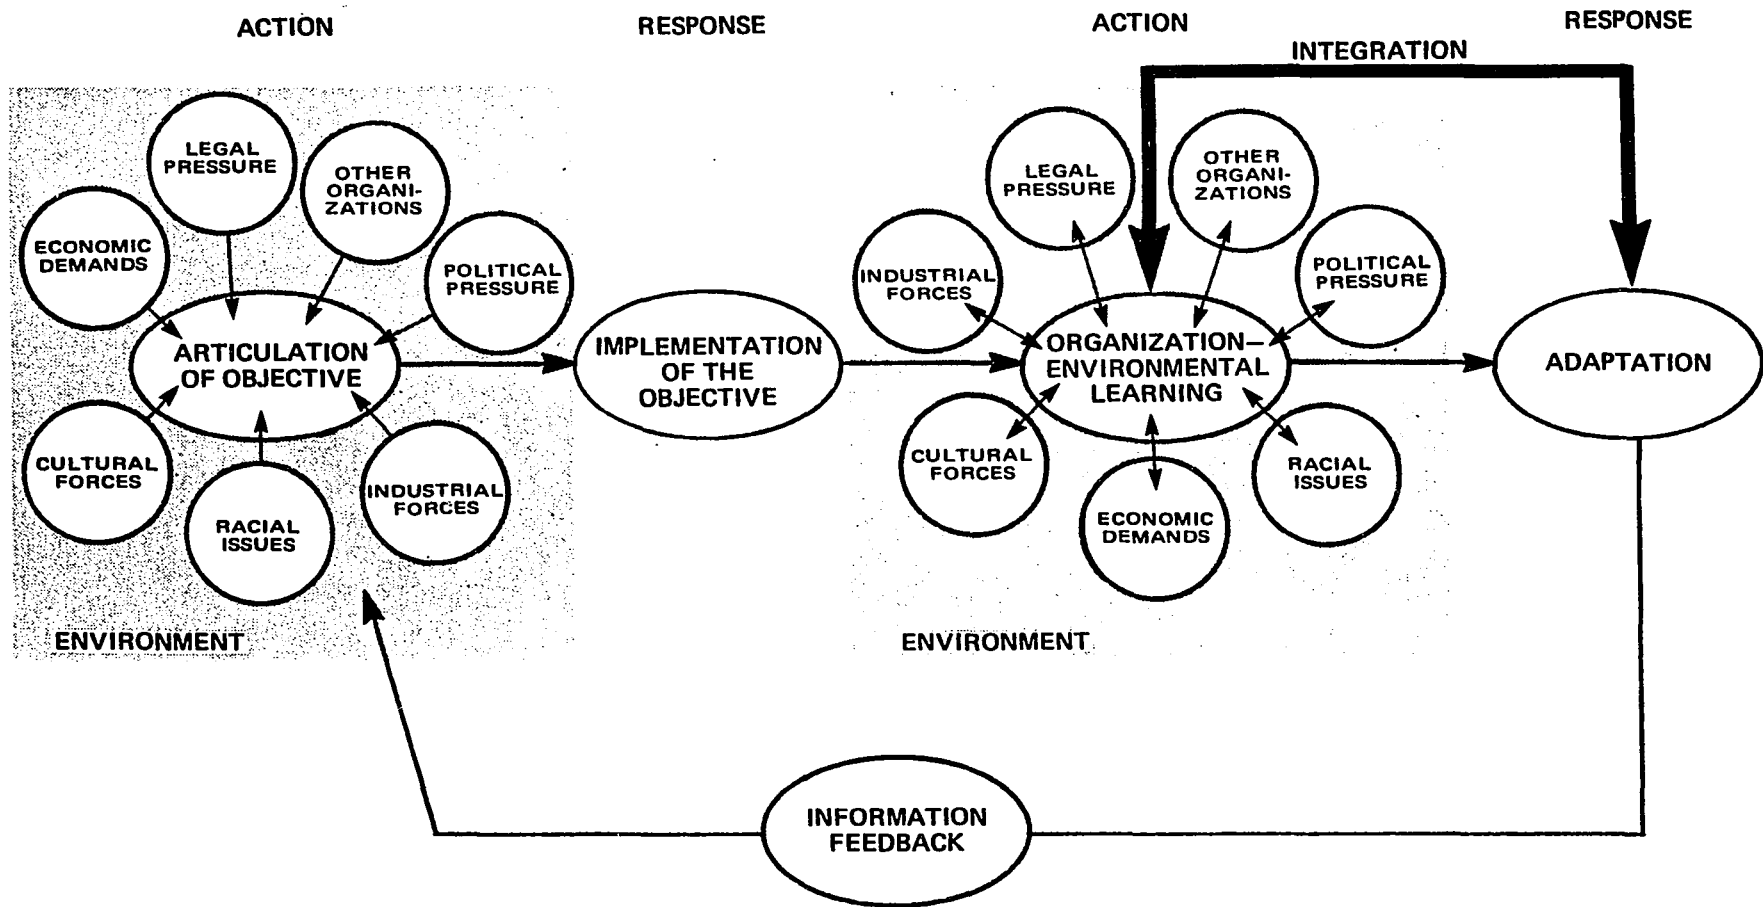 ACTION
RESPONSE
ACTION
RESPONSE
INTEGRATION
LEGAL
PRESSURE
OTHER
ORGANI-
ZATIONS
ECONOMIC
DEMANDS
POLITICAL
PRESSURE
ARTICULATION
OF OBJECTIVE
CULTURAL
FORCES
RACIAL
ISSUES
INDUSTRIAL
FORCES
ENVIRONMENT
IMPLEMENTATION
OF THE
OBJECTIVE
LEGAL
PRESSURE
OTHER
ORGANI-
ZATIONS
INDUSTRIAL
FORCES
POLITICAL
PRESSURE
ORGANIZATION—
ENVIRONMENTAL
LEARNING
CULTURAL
FORCES
ECONOMIC
DEMANDS
RACIAL
ISSUES
ENVIRONMENT
ADAPTATION
INFORMATION
FEEDBACK